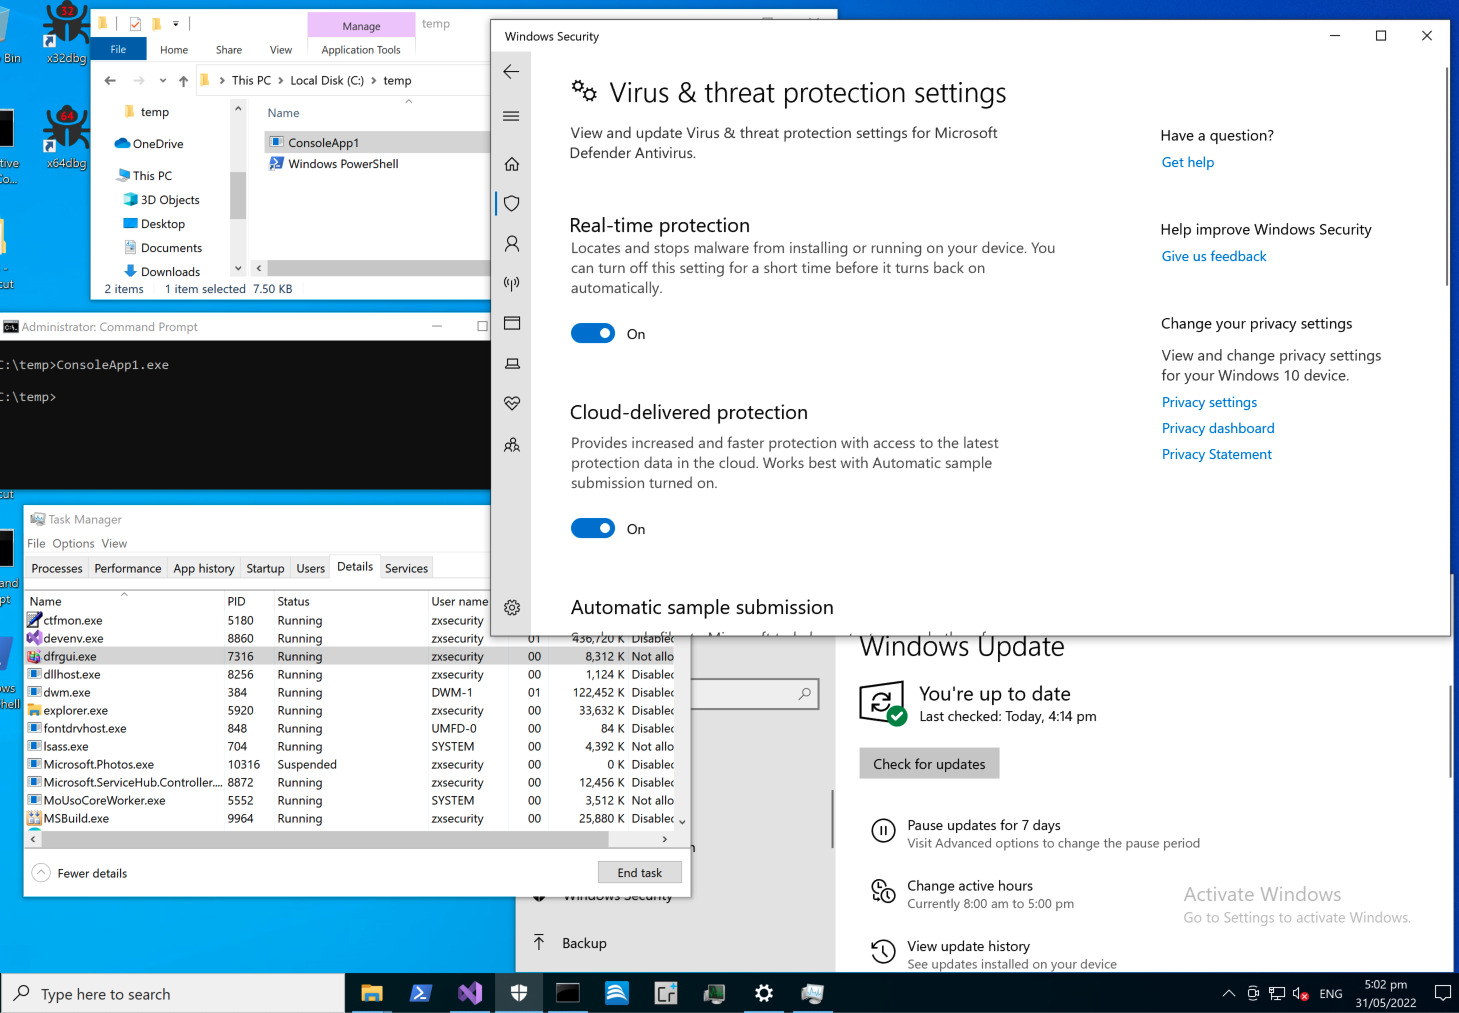 32
x32dbg
Bin
64
x64dbg
tive
Co...
cut
Manage
temp
File
Home
Share
View
Application Tools
This PC
Local Disk (C:)
temp
temp
OneDrive
This PC
3D Objects
Desktop
Documents
Downloads
Name
ConsoleApp1
Windows PowerShell
2 items
1 item selected
7.50 KB
Administrator: Command Prompt
C:\temp>ConsoleApp1.exe
C:\temp>
cut
and
pt
ows
hell
Task Manager
File Options View
Processes Performance App history Startup Users Details Services
Name PID Status User name
ctfmon.exe 5180 Running zxsecurity
devenv.exe 8860 Running zxsecurity 01 436,720 K Disabled
dfrgui.exe 7316 Running zxsecurity 00 8,312 K Not allo
dllhost.exe 8256 Running zxsecurity 00 1,124 K Disabled
dwm.exe 384 Running DWM-1 01 122,452 K Disabled
explorer.exe 5920 Running zxsecurity 00 33,632 K Disabled
fontdrvhost.exe 848 Running UMFD-0 00 84 K Disabled
lsass.exe 704 Running SYSTEM 00 4,392 K Not allo
Microsoft.Photos.exe 10316 Suspended zxsecurity 00 0 K Disabled
Microsoft.ServiceHub.Controller.... 8872 Running zxsecurity 00 12,456 K Disabled
MoUsoCoreWorker.exe 5552 Running SYSTEM 00 3,512 K Not allo
MSBuild.exe 9964 Running zxsecurity 00 25,880 K Disabled
Fewer details
End task
Windows Security
Virus & threat protection settings
View and update Virus & threat protection settings for Microsoft
Defender Antivirus.
Real-time protection
Locates and stops malware from installing or running on your device. You
can turn off this setting for a short time before it turns back on
automatically.
On
Cloud-delivered protection
Provides increased and faster protection with access to the latest
protection data in the cloud. Works best with Automatic sample
submission turned on.
On
Automatic sample submission
Have a question?
Get help
Help improve Windows Security
Give us feedback
Change your privacy settings
View and change privacy settings
for your Windows 10 device.
Privacy settings
Privacy dashboard
Privacy Statement
Windows Security
Backup
Windows Update
You're up to date
Last checked: Today, 4:14 pm
Check for updates
Pause updates for 7 days
Visit Advanced options to change the pause period
Change active hours
Currently 8:00 am to 5:00 pm
View update history
See updates installed on your device
Activate Windows
Go to Settings to activate Windows.
Type here to search
ENG
5:02 pm
31/05/2022